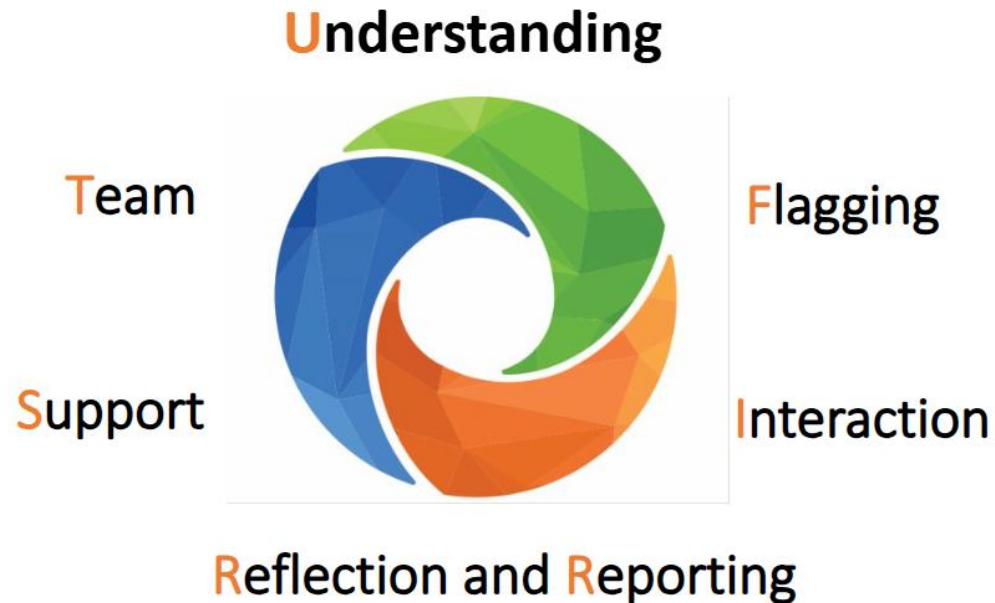 Understanding
Team
Flagging
Support
Interaction
Reflection and Reporting